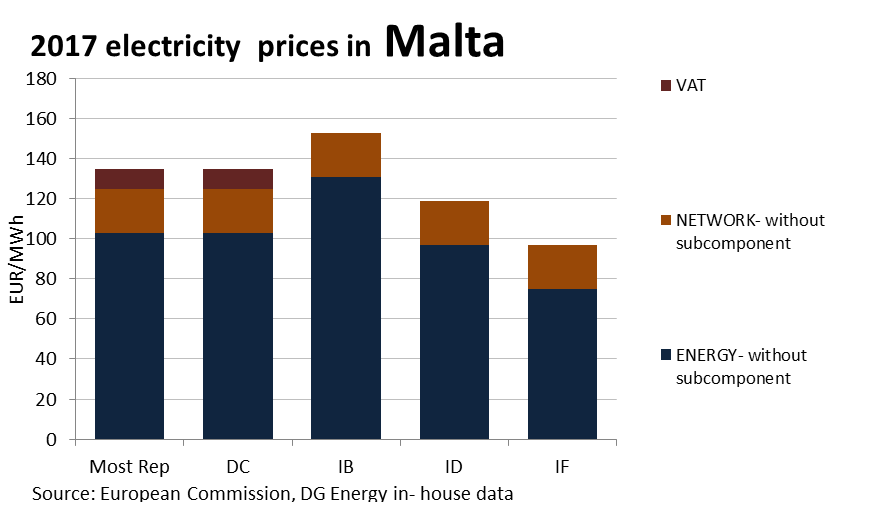 2017 electricity prices in Malta
180
160
140
120
100
80
60
40
20
0
EUR/MWh
Most Rep DC IB ID IF
VAT
NETWORK- without
subcomponent
ENERGY- without
subcomponent
Source: European Commission, DG Energy in- house data